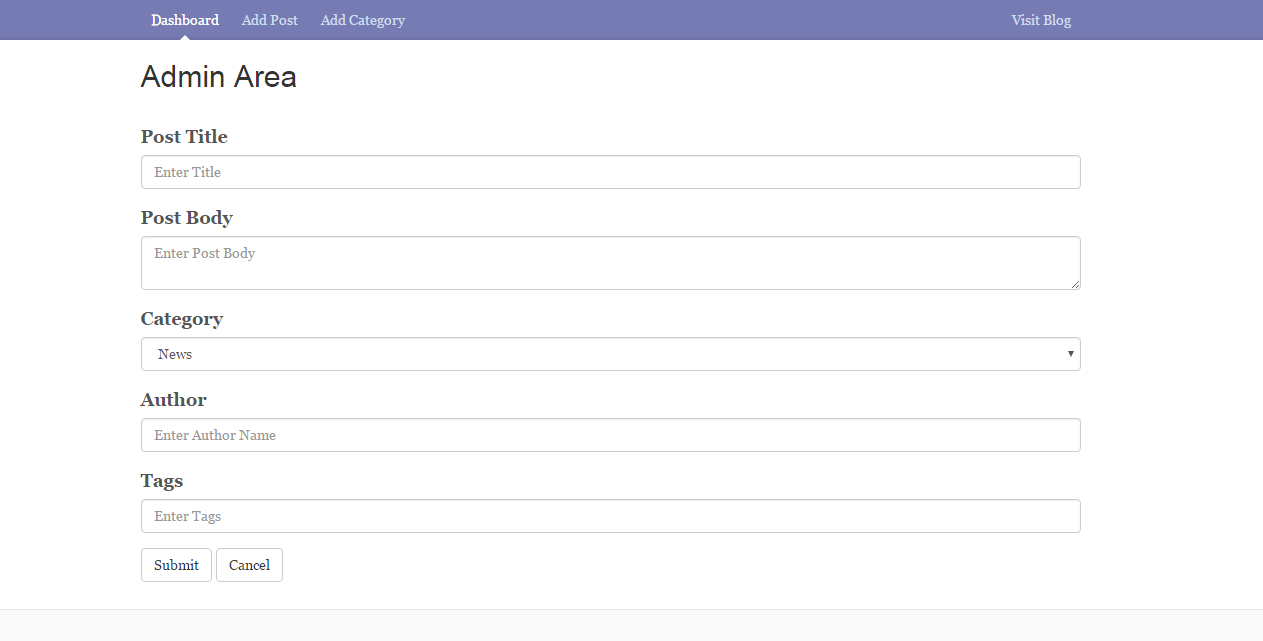 Dashboard Add Post Add Category Visit Blog
Admin Area
Post Title
Enter Title
Post Body
Enter Post Body
Category
News
Author
Enter Author Name
Tags
Enter Tags
Submit Cancel